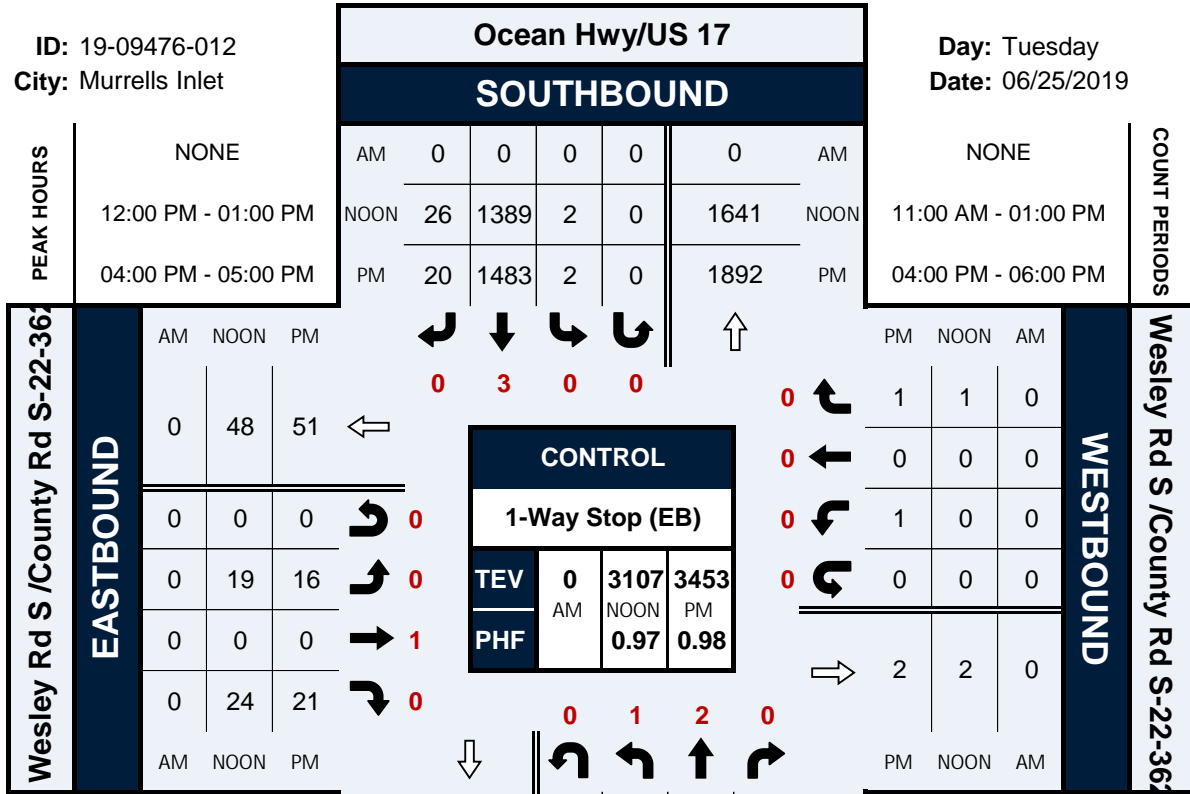 ID: 19-09476-012
City: Murrells Inlet
Ocean Hwy/US 17
SOUTHBOUND
Day: Tuesday
Date: 06/25/2019
PEAK HOURS
NONE
12:00 PM - 01:00 PM
04:00 PM - 05:00 PM
AM 0 0 0 0 0 AM
NOON 26 1389 2 0 1641 NOON
PM 20 1483 2 0 1892 PM
NONE
11:00 AM - 01:00 PM
04:00 PM - 06:00 PM
COUNT PERIODS
0 3 0 0
Wesley Rd S /County Rd S-22-362
EASTBOUND
AM NOON PM
0 48 51
0 0 0 0
0 19 16 0
0 0 0 1
0 24 21 0
AM NOON PM
CONTROL
1-Way Stop (EB)
TEV 0 3107 3453
AM NOON PM
PHF 0.97 0.98
PM NOON AM
0 1 1 0
0 0 0 0
0 1 0 0
0 0 0 0
2 2 0
PM NOON AM
WESTBOUND
Wesley Rd S /County Rd S-22-362
0 1 2 0